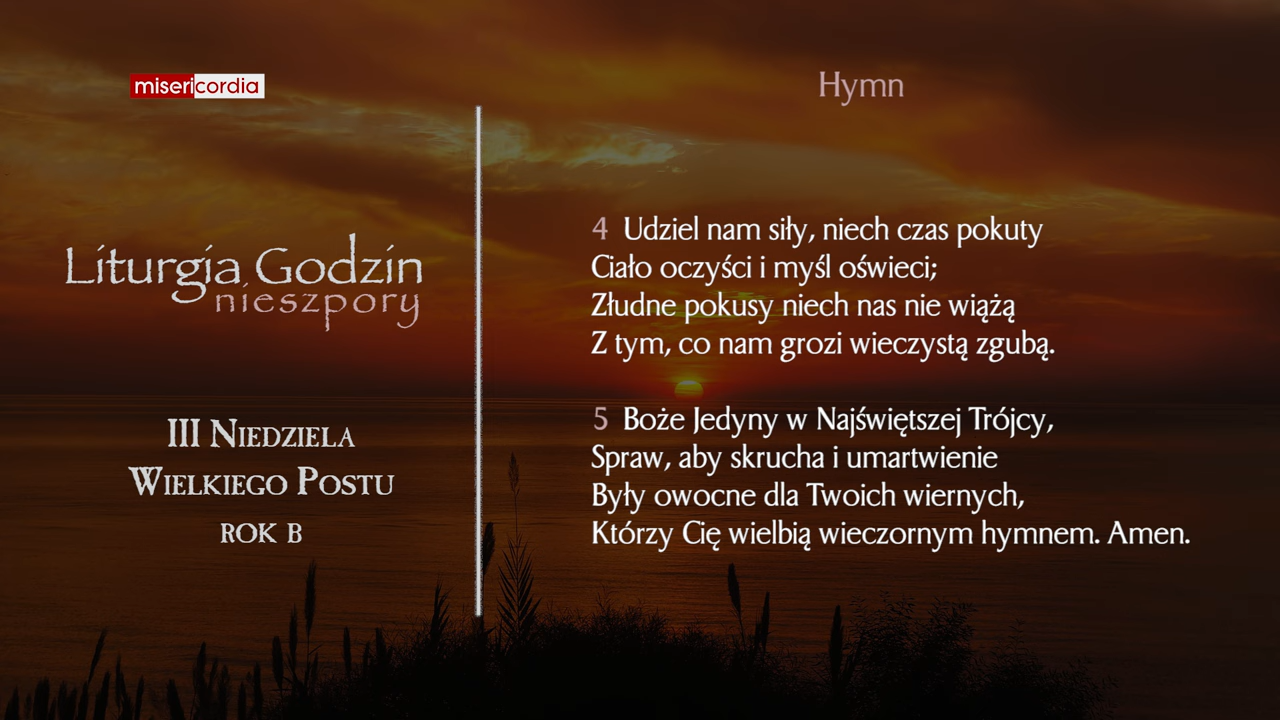 misericordia
Liturgia Godzin
nieszpory
III Niedziela
Wielkiego Postu
rok B
Hymn
4 Udziel nam siły, niech czas pokuty
Ciało oczyści i myśl oświeci;
Złudne pokusy niech nas nie wiążą
Z tym, co nam grozi wieczystą zgubą.
5 Boże Jedyny w Najświętszej Trójcy,
Spraw, aby skrucha i umartwienie
Były owocne dla Twoich wiernych,
Którzy Cię wielbią wieczornym hymnem. Amen.